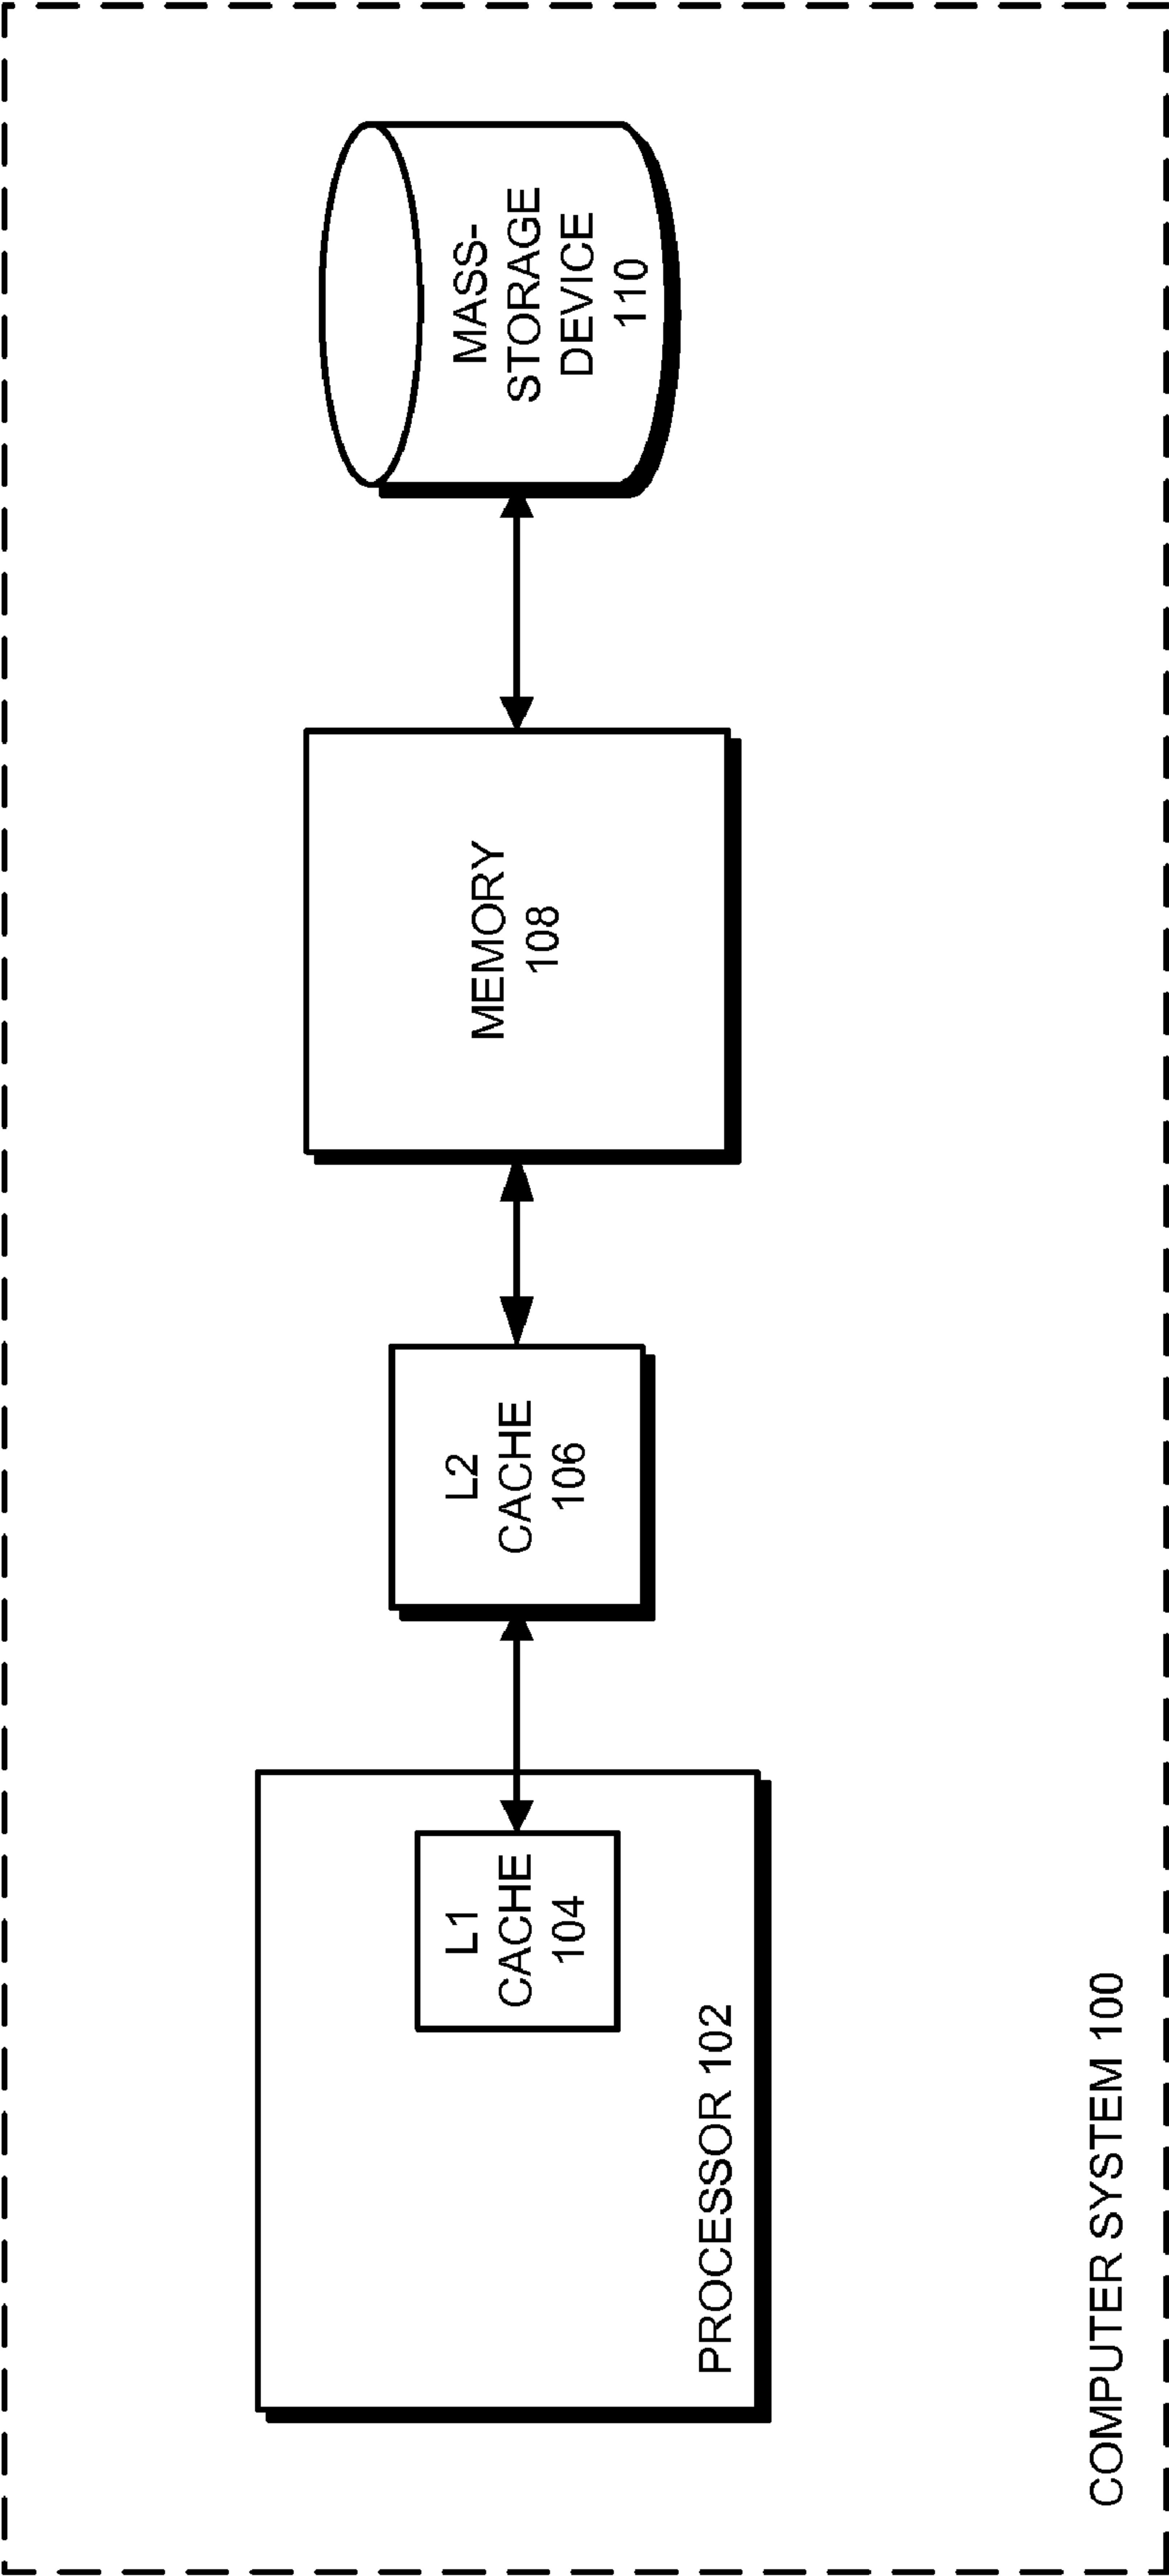 PROCESSOR 102
L1
CACHE
104
L2
CACHE
106
MEMORY
108
MASS-
STORAGE
DEVICE
110
COMPUTER SYSTEM 100